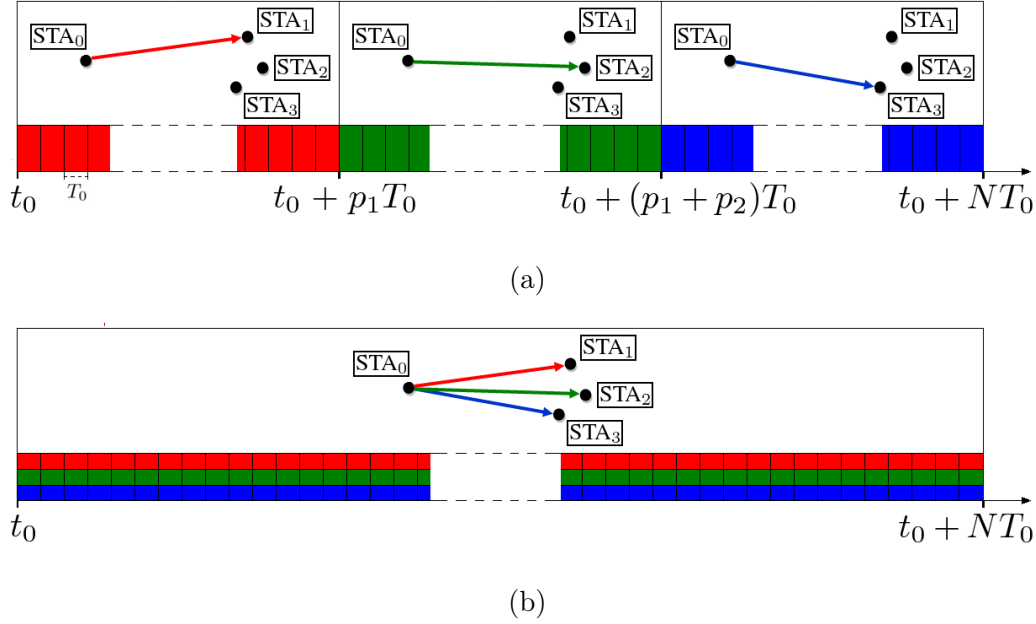 STA₀ STA₁ STA₀ STA₁ STA₀ STA₁
STA₂ STA₂ STA₂
STA₃ STA₃ STA₃
T₀
t₀ t₀ + p₁T₀ t₀ + (p₁ + p₂)T₀ t₀ + NT₀
(a)
STA₀ STA₁
STA₂
STA₃
t₀ t₀ + NT₀
(b)